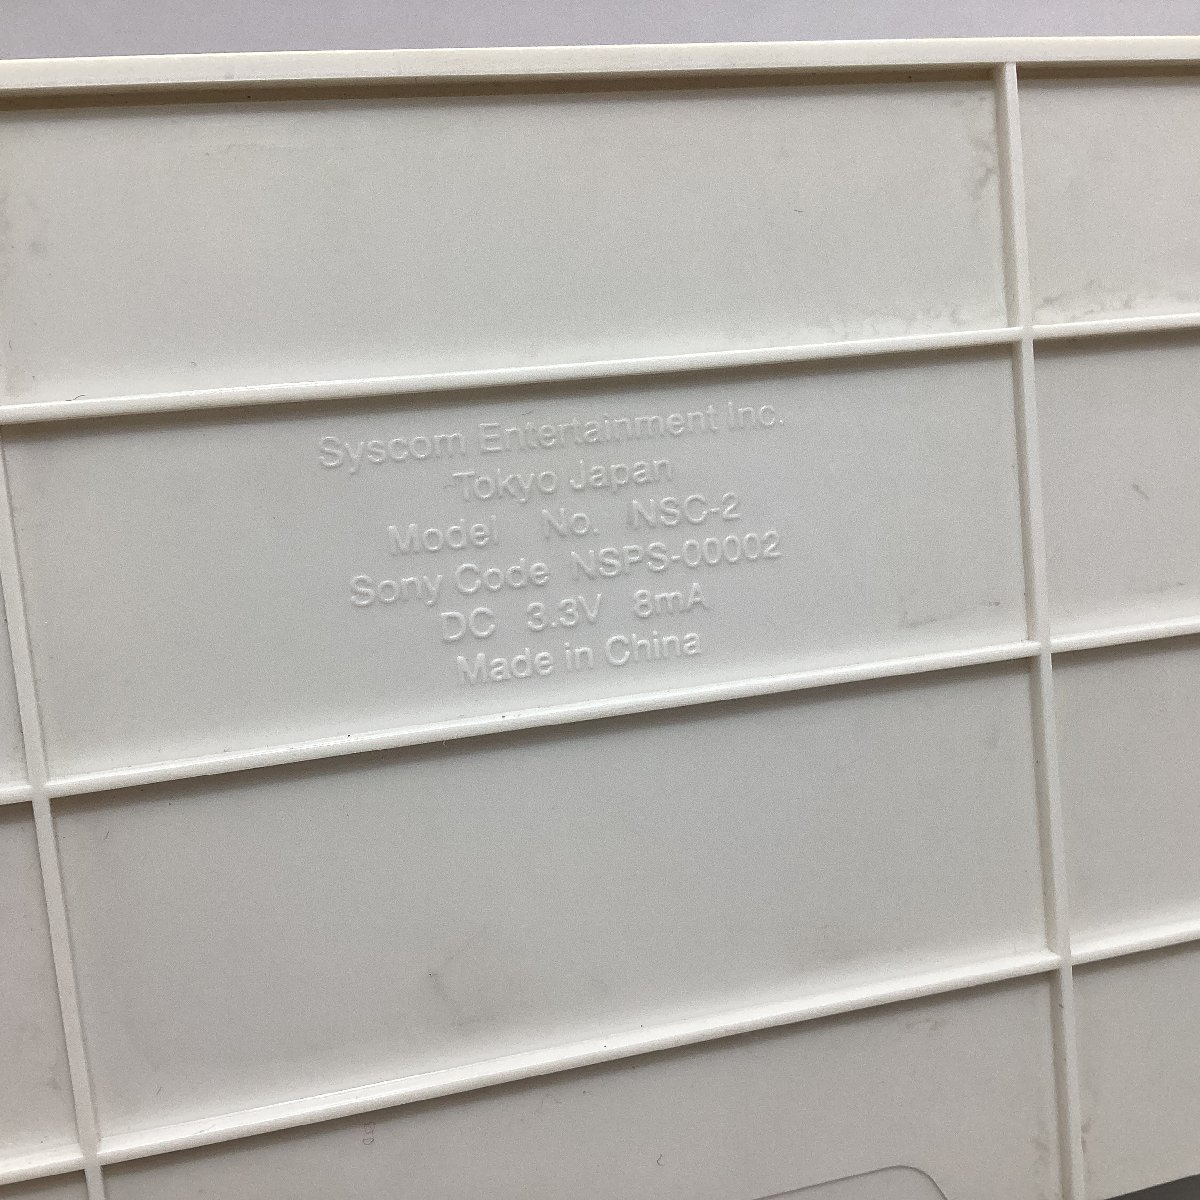 Syscom Entertainment Inc.
Tokyo Japan
Model No. NSC-2
Sony Code NSPS-00002
DC 3.3V 8mA
Made in China